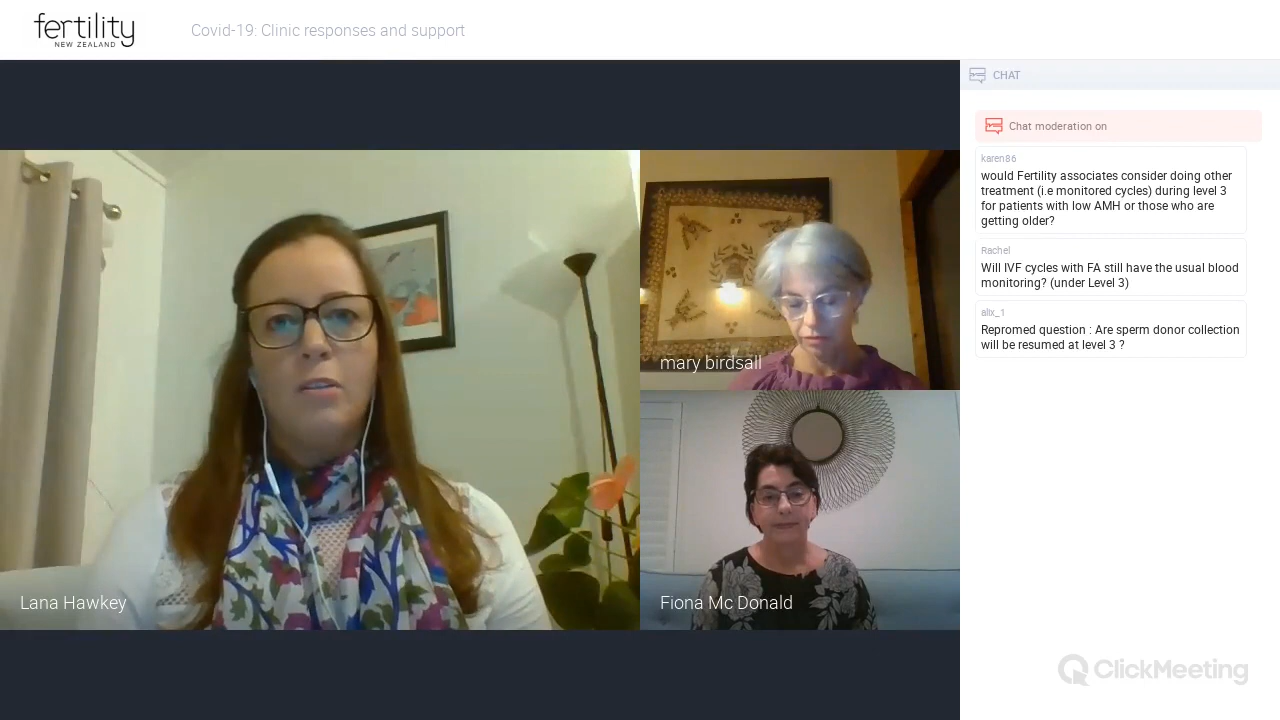 fertility
NEW ZEALAND
Covid-19: Clinic responses and support
CHAT
Chat moderation on
karen86
would Fertility associates consider doing other
treatment (i.e monitored cycles) during level 3
for patients with low AMH or those who are
getting older?
Rachel
Will IVF cycles with FA still have the usual blood
monitoring? (under Level 3)
alix_1
Repromed question : Are sperm donor collection
will be resumed at level 3 ?
mary birdsall
Lana Hawkey
Fiona Mc Donald
ClickMeeting